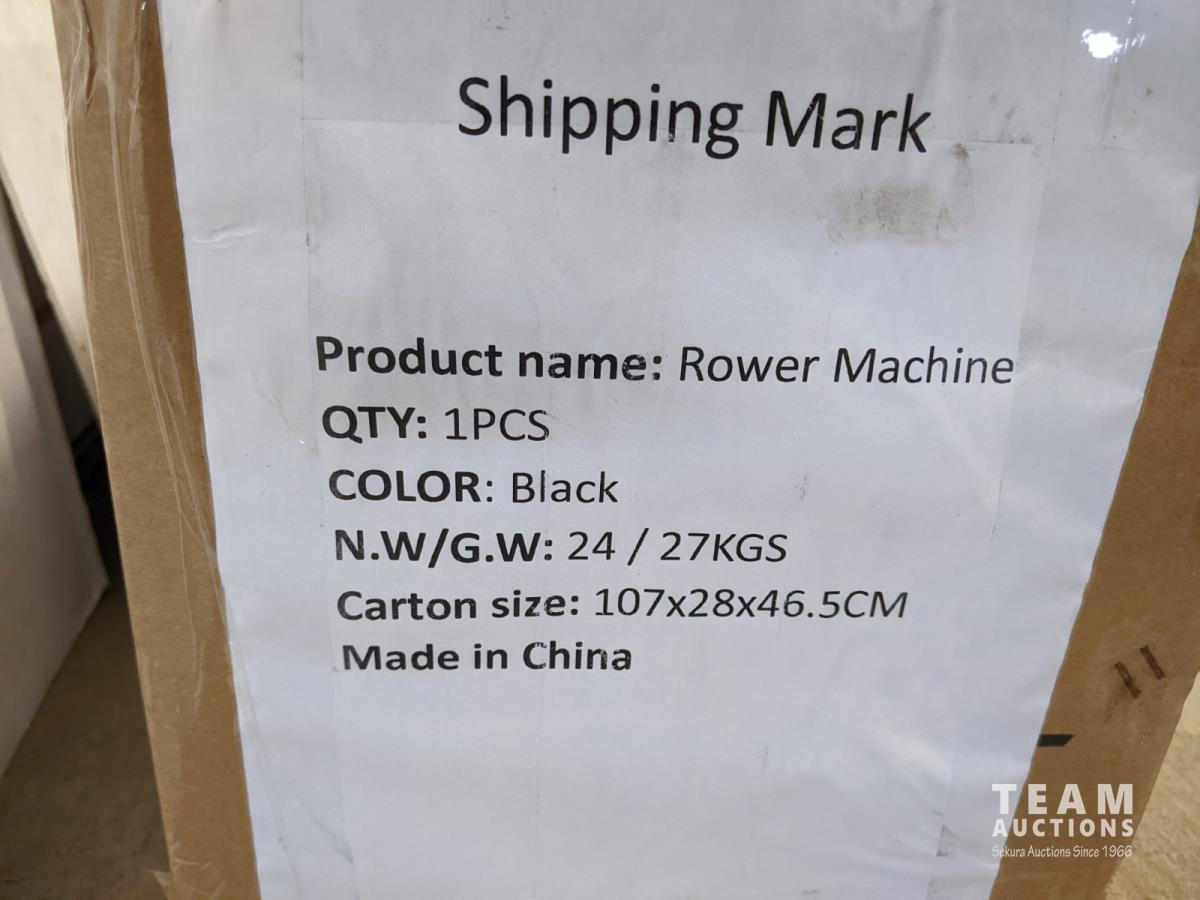 Shipping Mark
Product name: Rower Machine
QTY: 1PCS
COLOR: Black
N.W/G.W: 24 / 27KGS
Carton size: 107x28x46.5CM
Made in China
TEAM
AUCTIONS
Sekura Auctions Since 1966